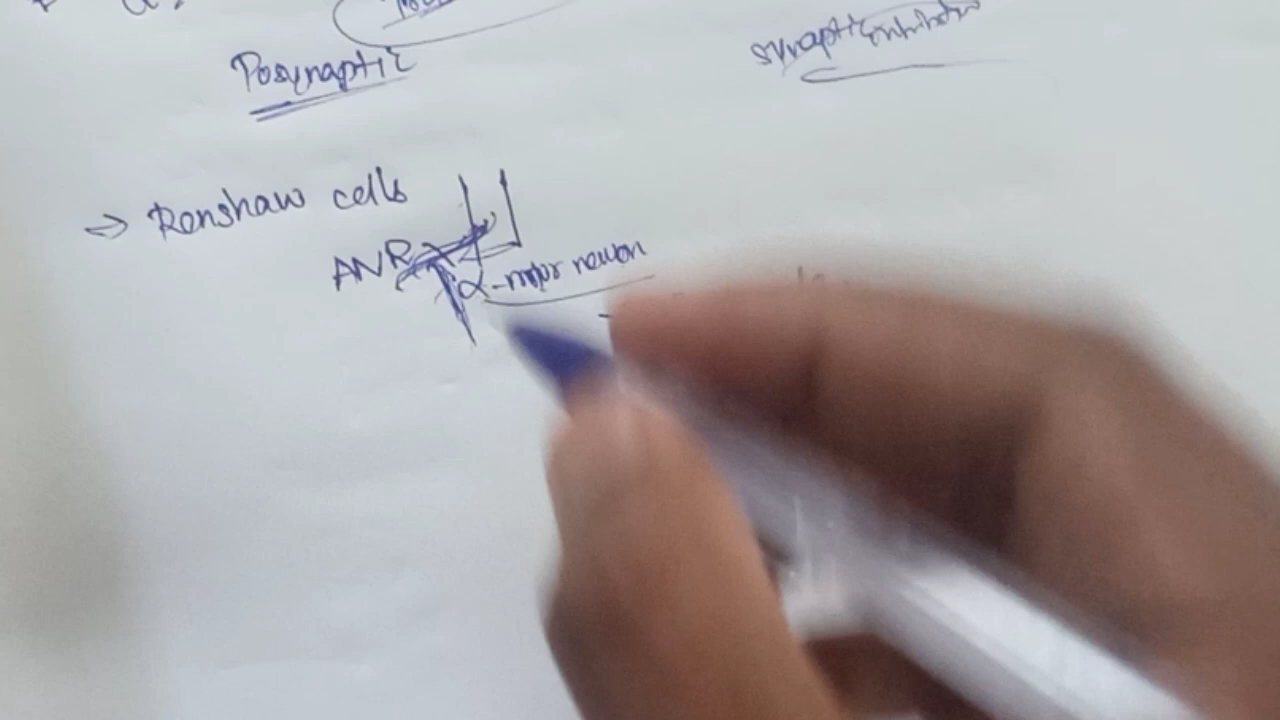 Posynaptic
synaptic inhibition
⇒ Renshaw cells
ANR
α-motor neuron